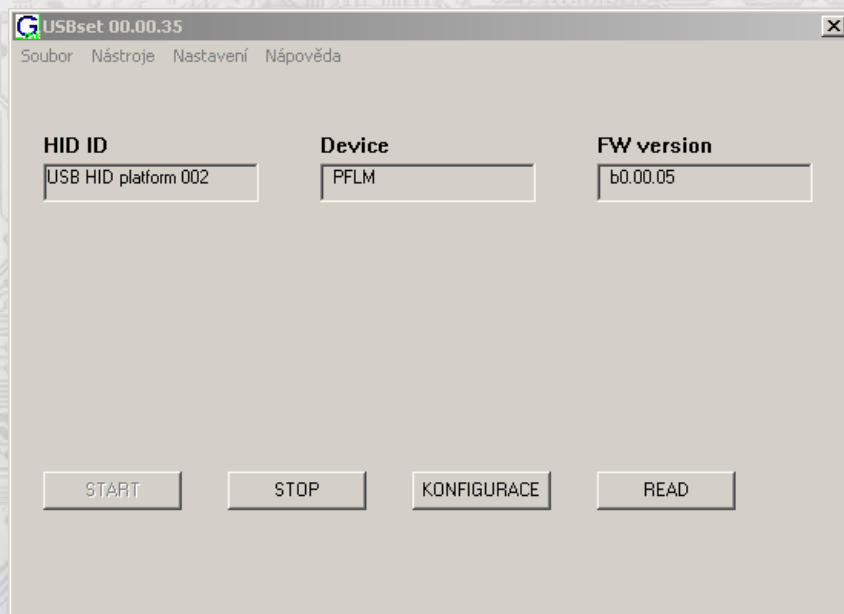 USBset 00.00.35
Soubor Nástroje Nastavení Nápověda
HID ID Device FW version
USB HID platform 002 PFLM b0.00.05
START STOP KONFIGURACE READ